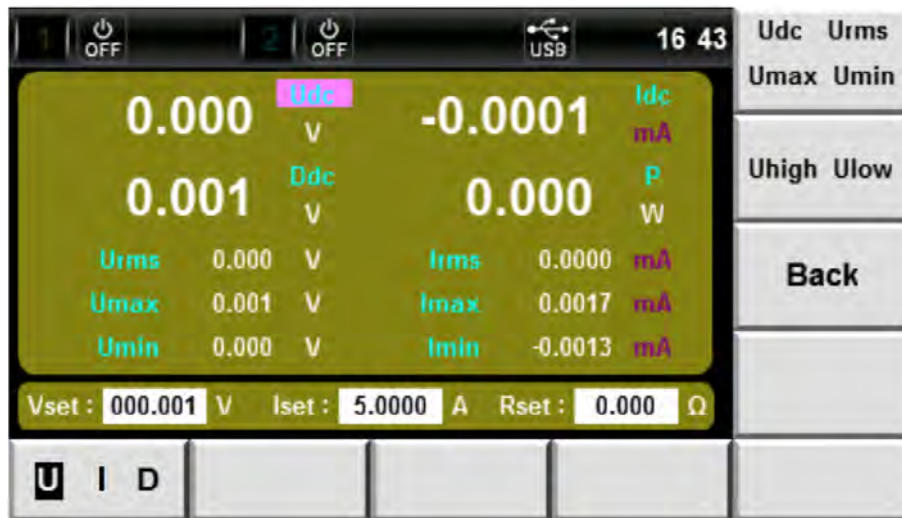 1 OFF 2 OFF USB 16 43
0.000 Udc V -0.0001 Idc mA
0.001 Ddc V 0.000 P W
Urms 0.000 V Irms 0.0000 mA
Umax 0.001 V Imax 0.0017 mA
Umin 0.000 V Imin -0.0013 mA
Vset : 000.001 V Iset : 5.0000 A Rset : 0.000 Ω
U I D
Udc Urms
Umax Umin
Uhigh Ulow
Back